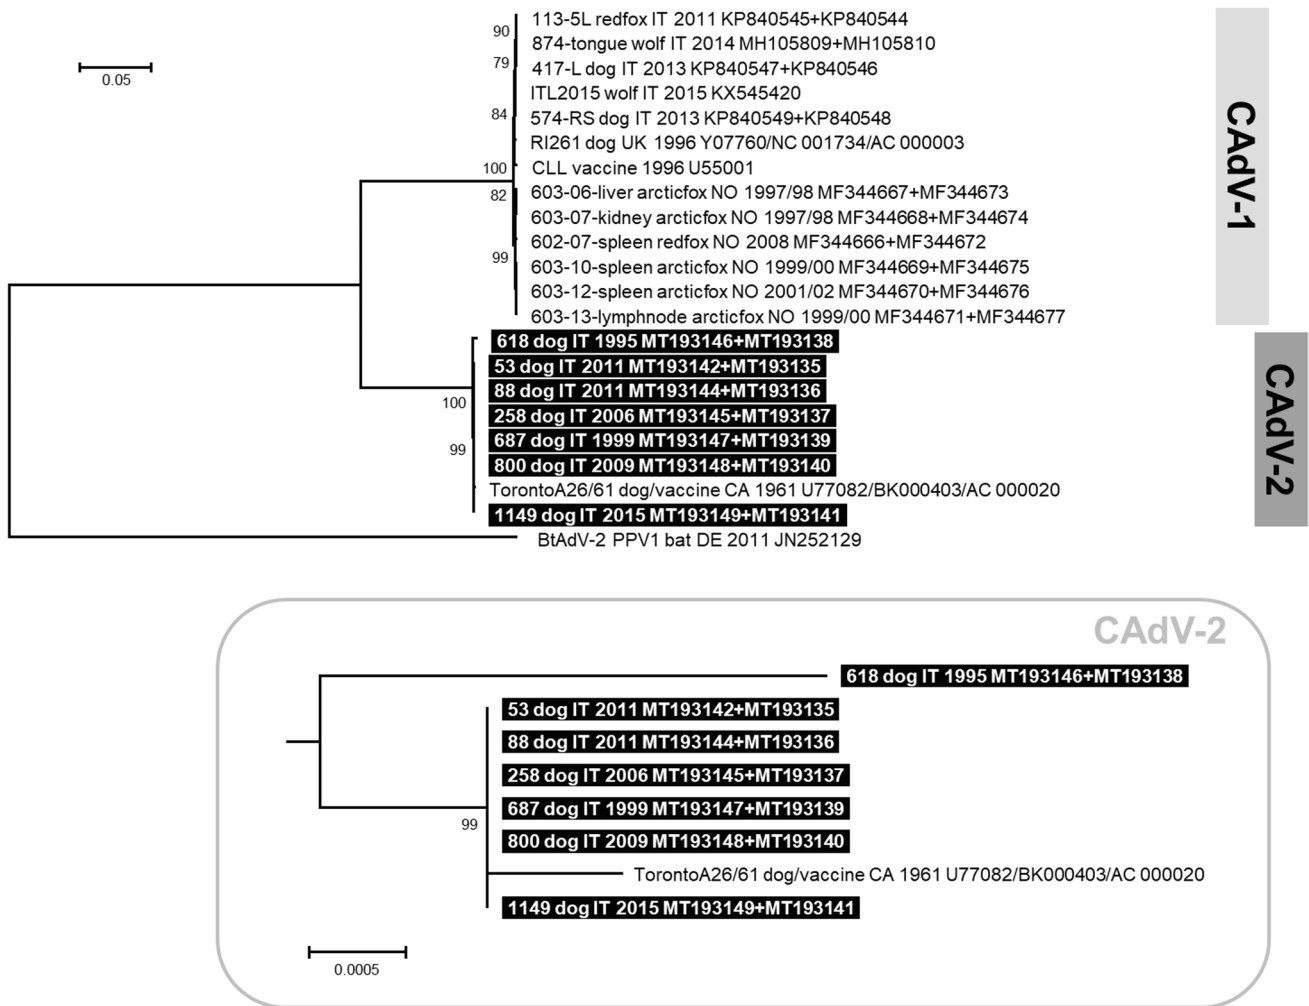 113-5L redfox IT 2011 KP840545+KP840544
90
874-tongue wolf IT 2014 MH105809+MH105810
79
417-L dog IT 2013 KP840547+KP840546
0.05
ITL2015 wolf IT 2015 KX545420
84
574-RS dog IT 2013 KP840549+KP840548
RI261 dog UK 1996 Y07760/NC 001734/AC 000003
100
CLL vaccine 1996 U55001
82
603-06-liver arcticfox NO 1997/98 MF344667+MF344673
603-07-kidney arcticfox NO 1997/98 MF344668+MF344674
602-07-spleen redfox NO 2008 MF344666+MF344672
99
603-10-spleen arcticfox NO 1999/00 MF344669+MF344675
603-12-spleen arcticfox NO 2001/02 MF344670+MF344676
603-13-lymphnode arcticfox NO 1999/00 MF344671+MF344677
CAdV-1
618 dog IT 1995 MT193146+MT193138
53 dog IT 2011 MT193142+MT193135
88 dog IT 2011 MT193144+MT193136
100
258 dog IT 2006 MT193145+MT193137
687 dog IT 1999 MT193147+MT193139
99
800 dog IT 2009 MT193148+MT193140
TorontoA26/61 dog/vaccine CA 1961 U77082/BK000403/AC 000020
1149 dog IT 2015 MT193149+MT193141
CAdV-2
BtAdV-2 PPV1 bat DE 2011 JN252129
CAdV-2
618 dog IT 1995 MT193146+MT193138
53 dog IT 2011 MT193142+MT193135
88 dog IT 2011 MT193144+MT193136
258 dog IT 2006 MT193145+MT193137
687 dog IT 1999 MT193147+MT193139
99
800 dog IT 2009 MT193148+MT193140
TorontoA26/61 dog/vaccine CA 1961 U77082/BK000403/AC 000020
1149 dog IT 2015 MT193149+MT193141
0.0005